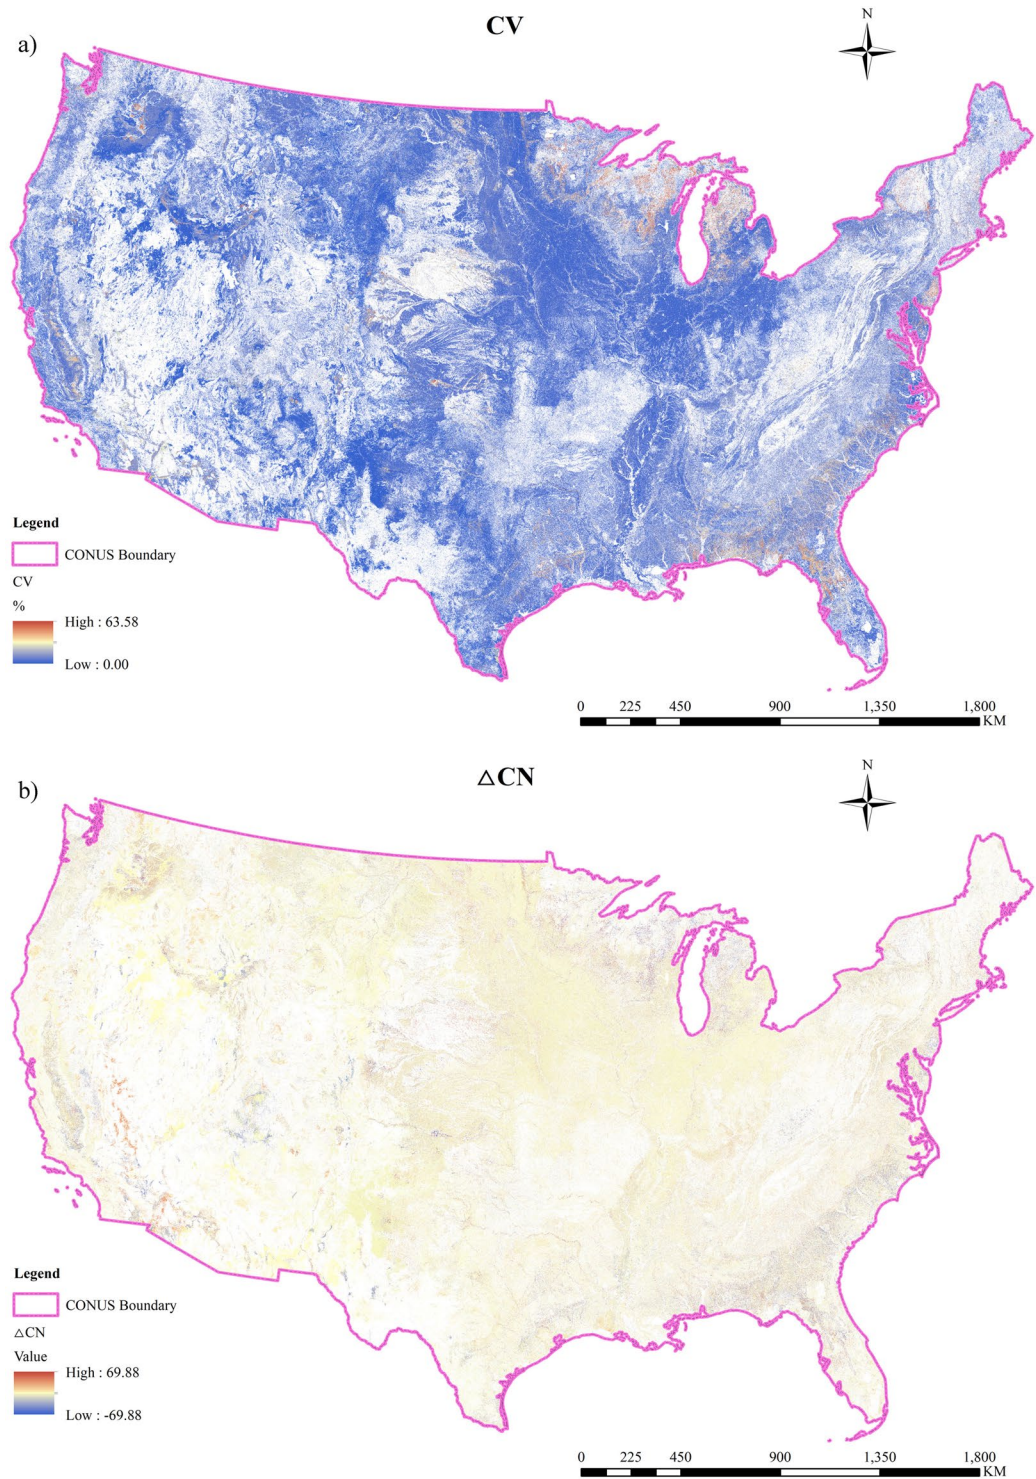 CV
a)
N
Legend
CONUS Boundary
CV
%
High : 63.58
Low : 0.00
0 225 450 900 1,350 1,800
KM
△CN
b)
N
Legend
CONUS Boundary
△CN
Value
High : 69.88
Low : -69.88
0 225 450 900 1,350 1,800
KM